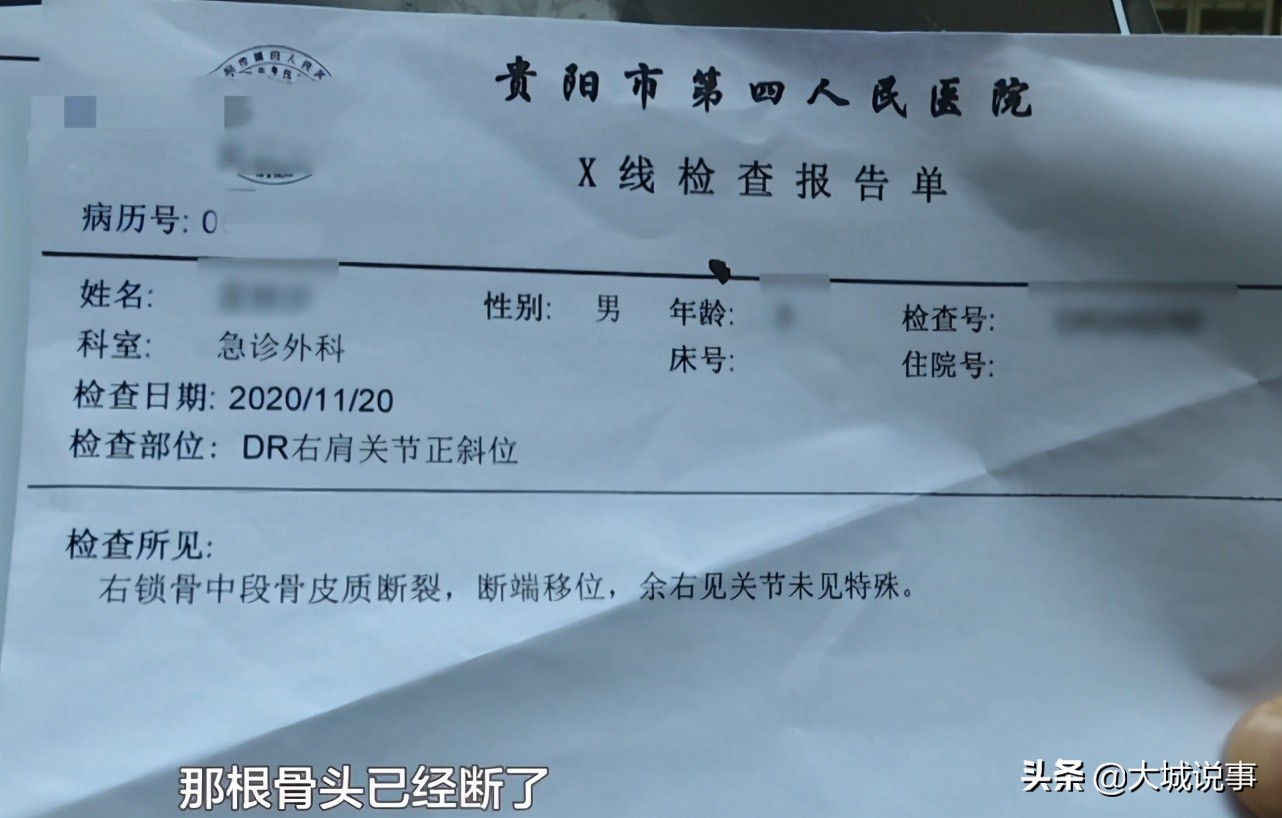 贵阳市第四人民医院
X线检查报告单
病历号: 0
姓名: 性别: 男 年龄: 检查号:
科室: 急诊外科 床号: 住院号:
检查日期: 2020/11/20
检查部位: DR右肩关节正斜位
检查所见:
右锁骨中段骨皮质断裂，断端移位，余右见关节未见特殊。
那根骨头已经断了
头条 @大城说事